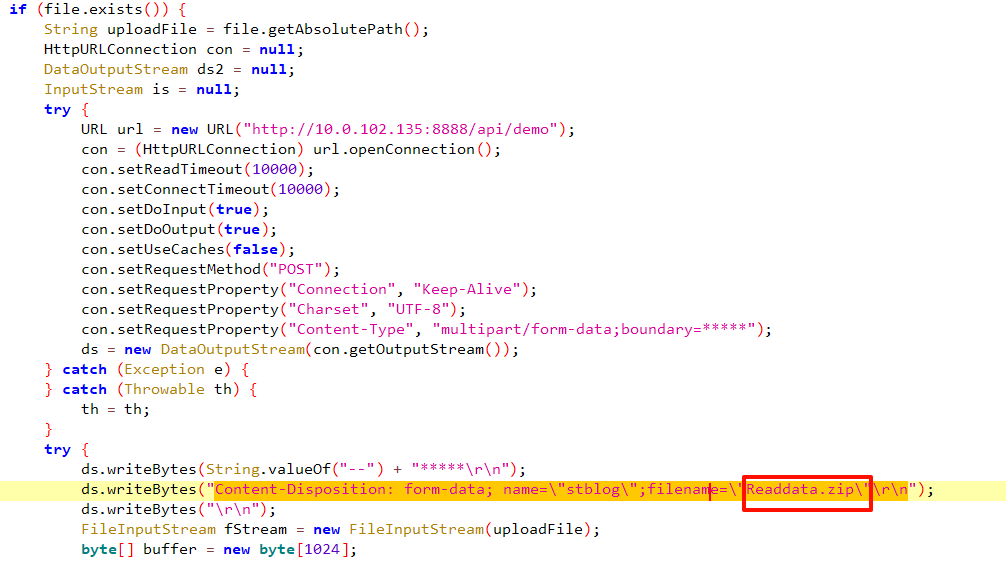 if (file.exists()) {
    String uploadFile = file.getAbsolutePath();
    HttpURLConnection con = null;
    DataOutputStream ds2 = null;
    InputStream is = null;
    try {
        URL url = new URL("http://10.0.102.135:8888/api/demo");
        con = (HttpURLConnection) url.openConnection();
        con.setReadTimeout(10000);
        con.setConnectTimeout(10000);
        con.setDoInput(true);
        con.setDoOutput(true);
        con.setUseCaches(false);
        con.setRequestMethod("POST");
        con.setRequestProperty("Connection", "Keep-Alive");
        con.setRequestProperty("Charset", "UTF-8");
        con.setRequestProperty("Content-Type", "multipart/form-data;boundary=*****");
        ds = new DataOutputStream(con.getOutputStream());
    } catch (Exception e) {
    } catch (Throwable th) {
        th = th;
    }
    try {
        ds.writeBytes(String.valueOf("--") + "*****\r\n");
        ds.writeBytes("Content-Disposition: form-data; name=\"stblog\";filename=\"Readdata.zip\"\r\n");
        ds.writeBytes("\r\n");
        FileInputStream fStream = new FileInputStream(uploadFile);
        byte[] buffer = new byte[1024];